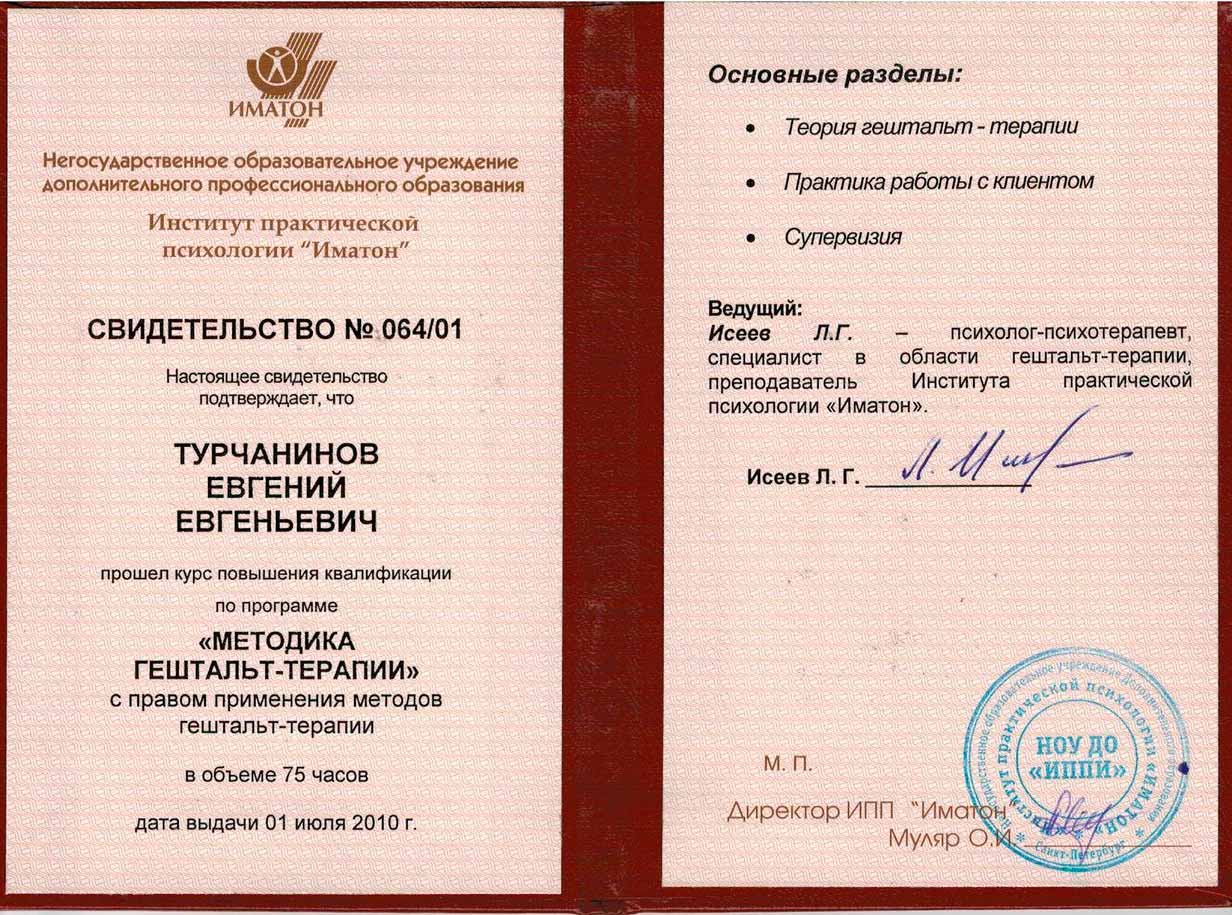 ИМАТОН
Негосударственное образовательное учреждение
дополнительного профессионального образования
Институт практической
психологии “Иматон”
СВИДЕТЕЛЬСТВО № 064/01
Настоящее свидетельство
подтверждает, что
ТУРЧАНИНОВ
ЕВГЕНИЙ
ЕВГЕНЬЕВИЧ
прошел курс повышения квалификации
по программе
«МЕТОДИКА
ГЕШТАЛЬТ-ТЕРАПИИ»
с правом применения методов
гештальт-терапии
в объеме 75 часов
дата выдачи 01 июля 2010 г.
Основные разделы:
• Теория гештальт - терапии
• Практика работы с клиентом
• Супервизия
Ведущий:
Исеев Л.Г. – психолог-психотерапевт,
специалист в области гештальт-терапии,
преподаватель Института практической
психологии «Иматон».
Исеев Л. Г.
М. П.
Директор ИПП “Иматон”
Муляр О.И.
образовательное учреждение Дополнительного образования
Институт практической психологии «ИМАТОН»
НОУ ДО
«ИППИ»
Санкт-Петербург